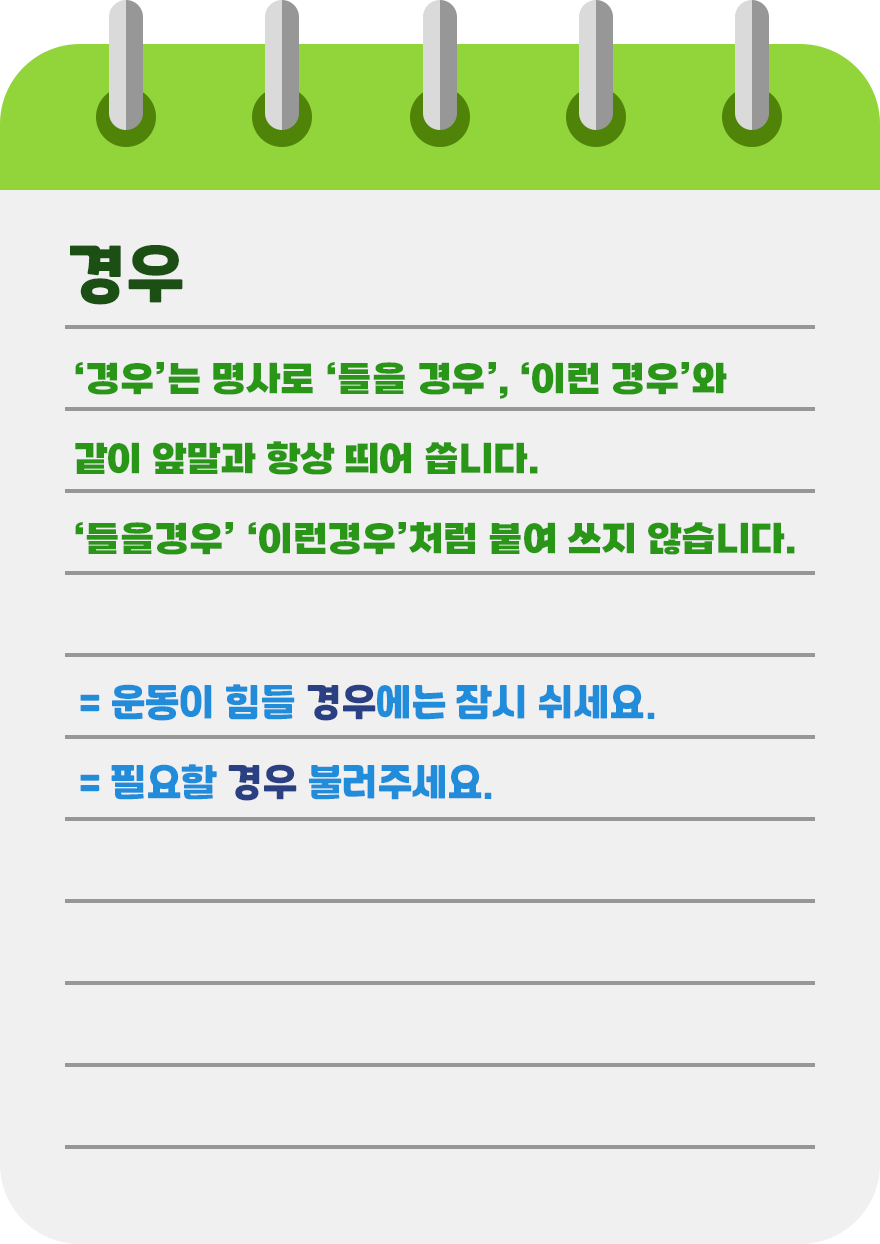 경우
‘경우’는 명사로 ‘들을 경우’, ‘이런 경우’와
같이 앞말과 항상 띄어 씁니다.
‘들을경우’ ‘이런경우’처럼 붙여 쓰지 않습니다.
= 운동이 힘들 경우에는 잠시 쉬세요.
= 필요할 경우 불러주세요.